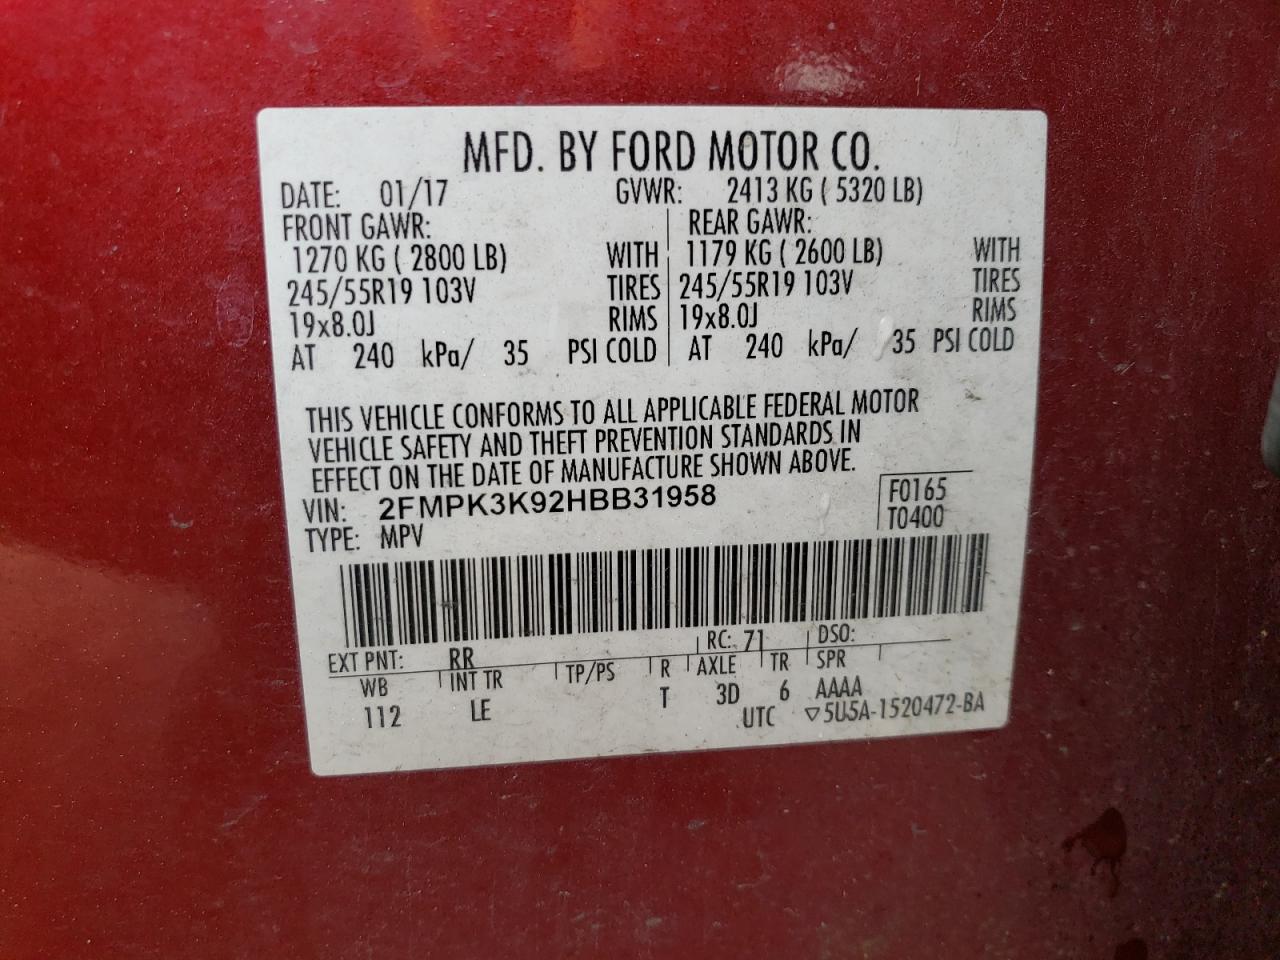 MFD. BY FORD MOTOR CO.
DATE: 01/17 GVWR: 2413 KG ( 5320 LB)
FRONT GAWR: REAR GAWR:
1270 KG ( 2800 LB) WITH 1179 KG ( 2600 LB) WITH
245/55R19 103V TIRES 245/55R19 103V TIRES
19x8.0J RIMS 19x8.0J RIMS
AT 240 kPa/ 35 PSI COLD AT 240 kPa/ 35 PSI COLD
THIS VEHICLE CONFORMS TO ALL APPLICABLE FEDERAL MOTOR
VEHICLE SAFETY AND THEFT PREVENTION STANDARDS IN
EFFECT ON THE DATE OF MANUFACTURE SHOWN ABOVE.
VIN: 2FMPK3K92HBB31958 F0165
TYPE: MPV T0400
EXT PNT: RR RC: 71 DSO:
WB INT TR TP/PS R AXLE TR SPR
112 LE T 3D 6 AAAA
UTC ▽5U5A-1520472-BA